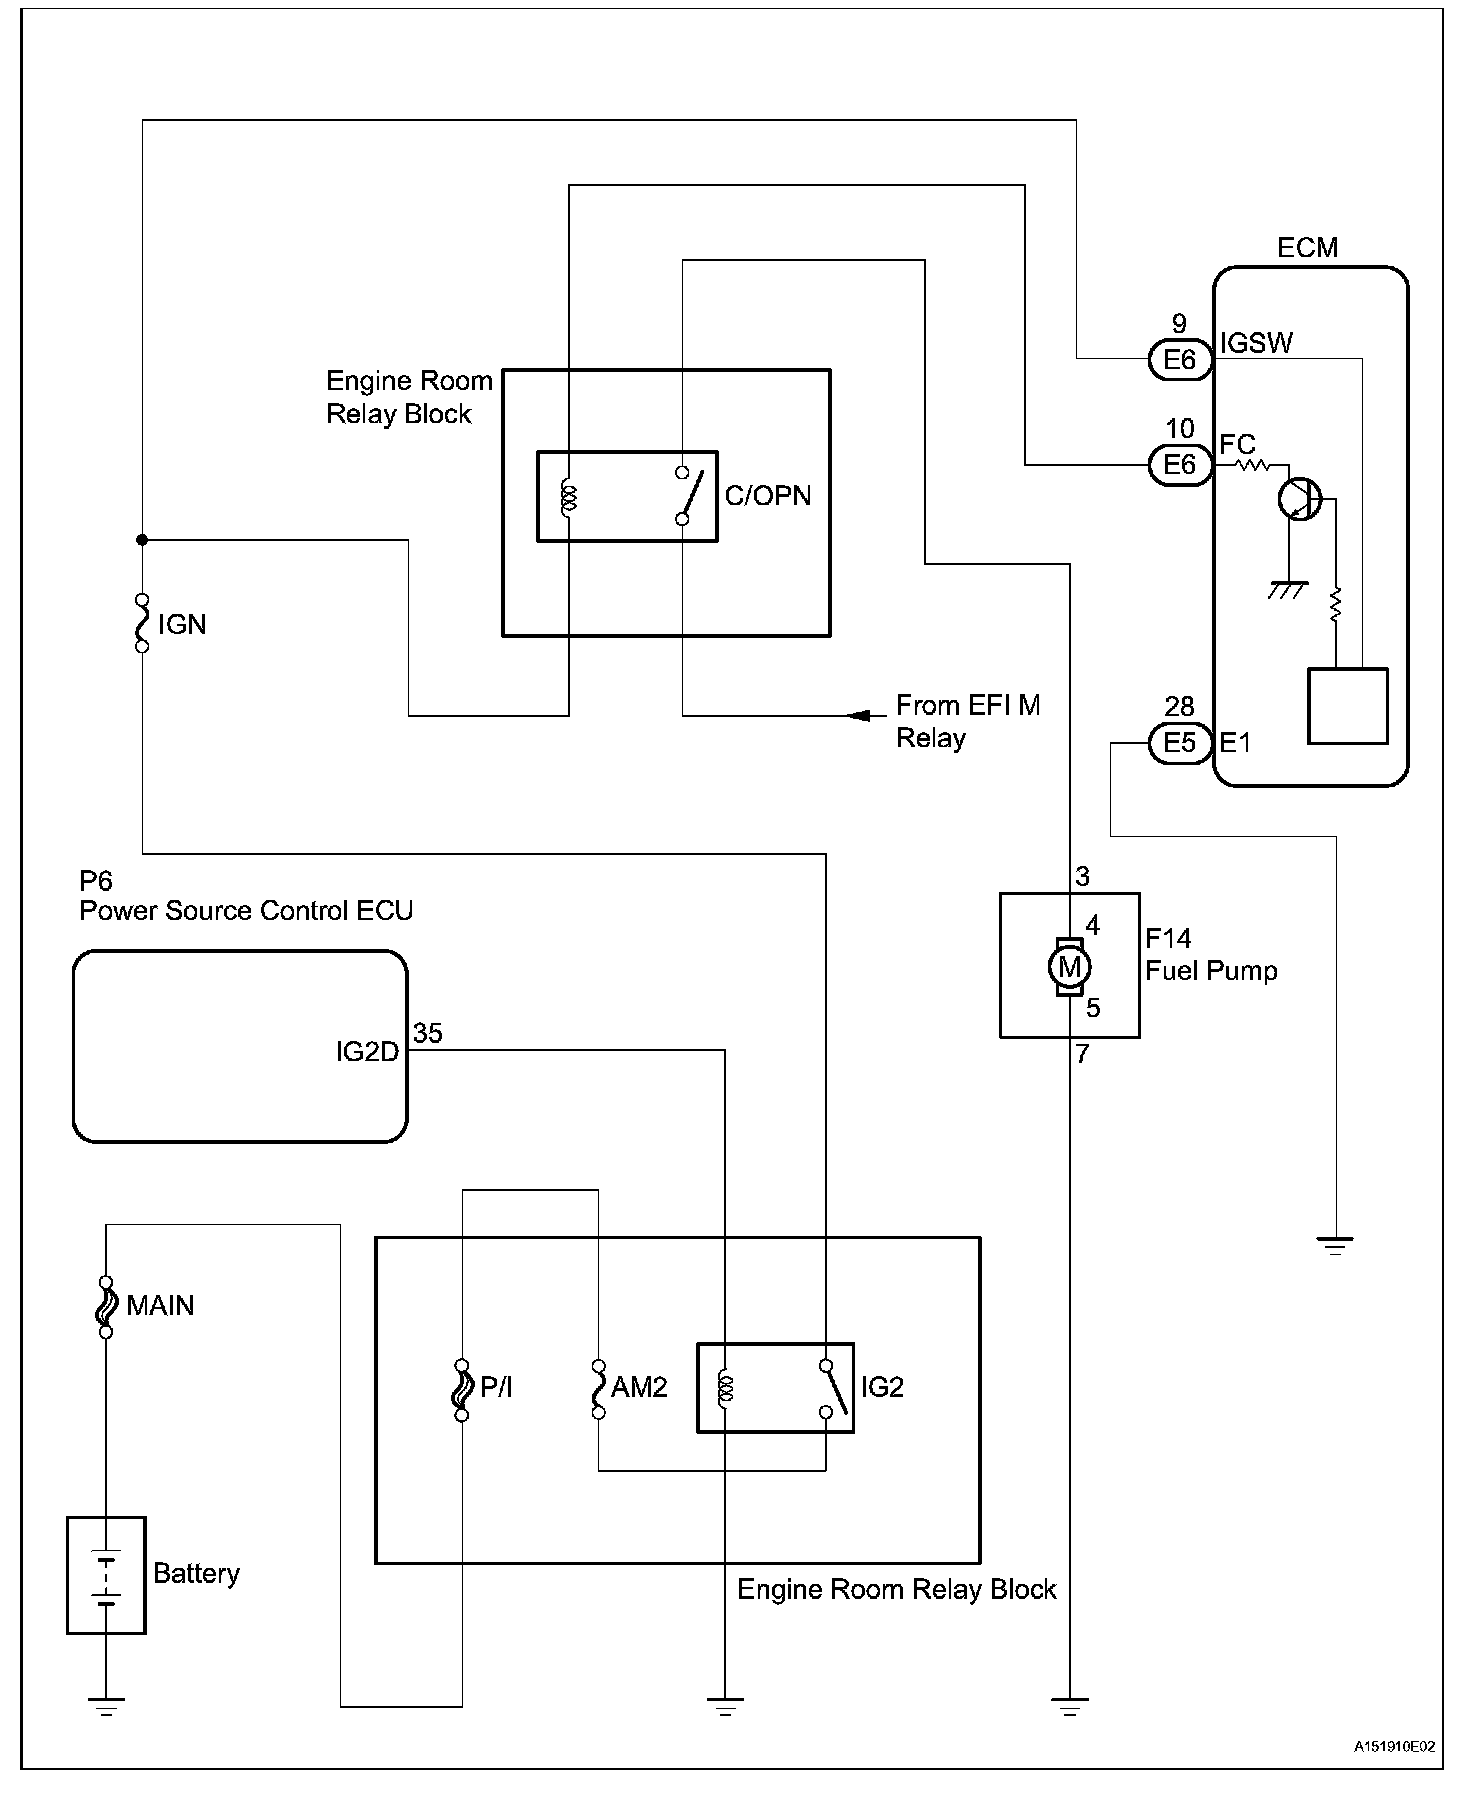 ECM
9
IGSW
E6
Engine Room
Relay Block
10
FC
E6
C/OPN
IGN
From EFI M
Relay
28
E5
E1
P6
Power Source Control ECU
3
4
F14
M
Fuel Pump
5
35
7
IG2D
MAIN
P/I
AM2
IG2
Battery
Engine Room Relay Block
A151910E02